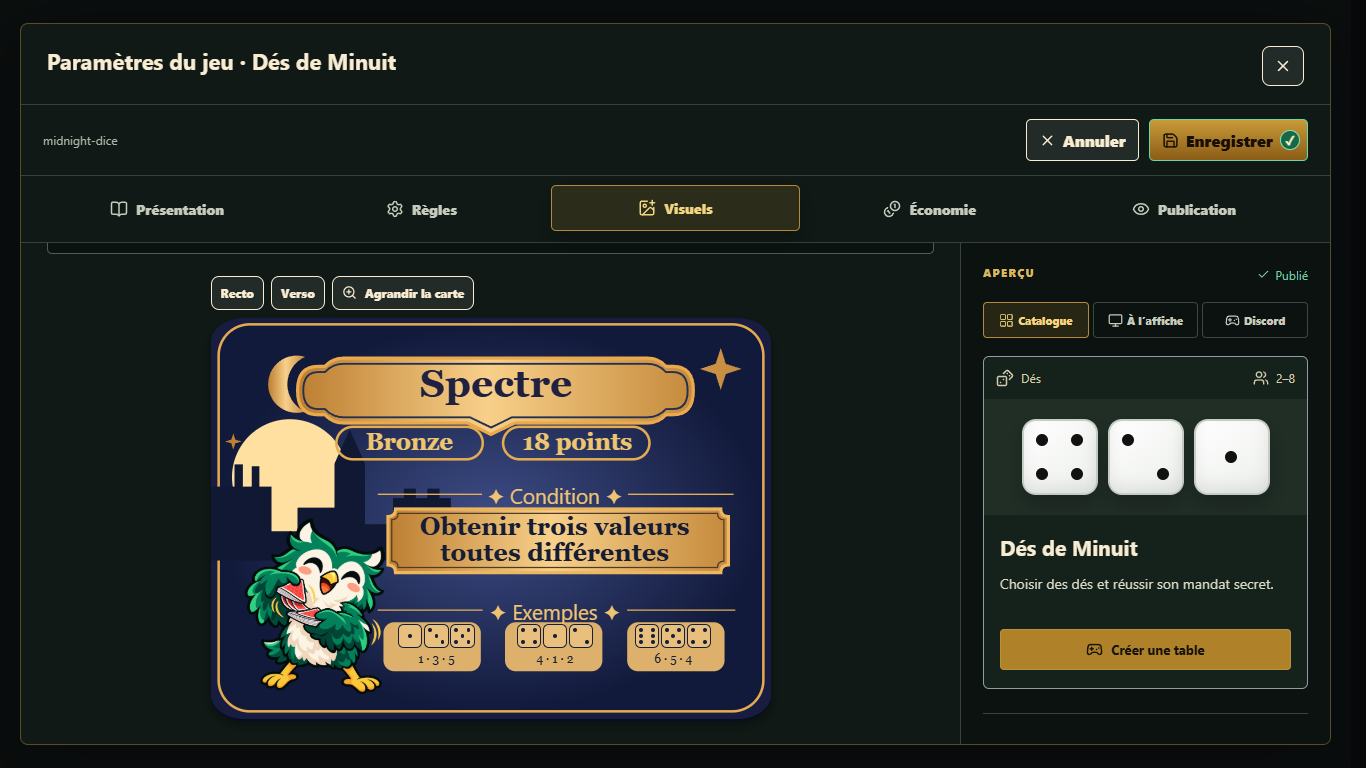 Paramètres du jeu · Dés de Minuit
midnight-dice
Annuler
Enregistrer
Présentation
Règles
Visuels
Économie
Publication
Recto
Verso
Agrandir la carte
Spectre
Bronze
18 points
Condition
Obtenir trois valeurs
toutes différentes
Exemples
1 · 3 · 5
4 · 1 · 2
6 · 5 · 4
APERÇU
Publié
Catalogue
À l'affiche
Discord
Dés
2–8
Dés de Minuit
Choisir des dés et réussir son mandat secret.
Créer une table